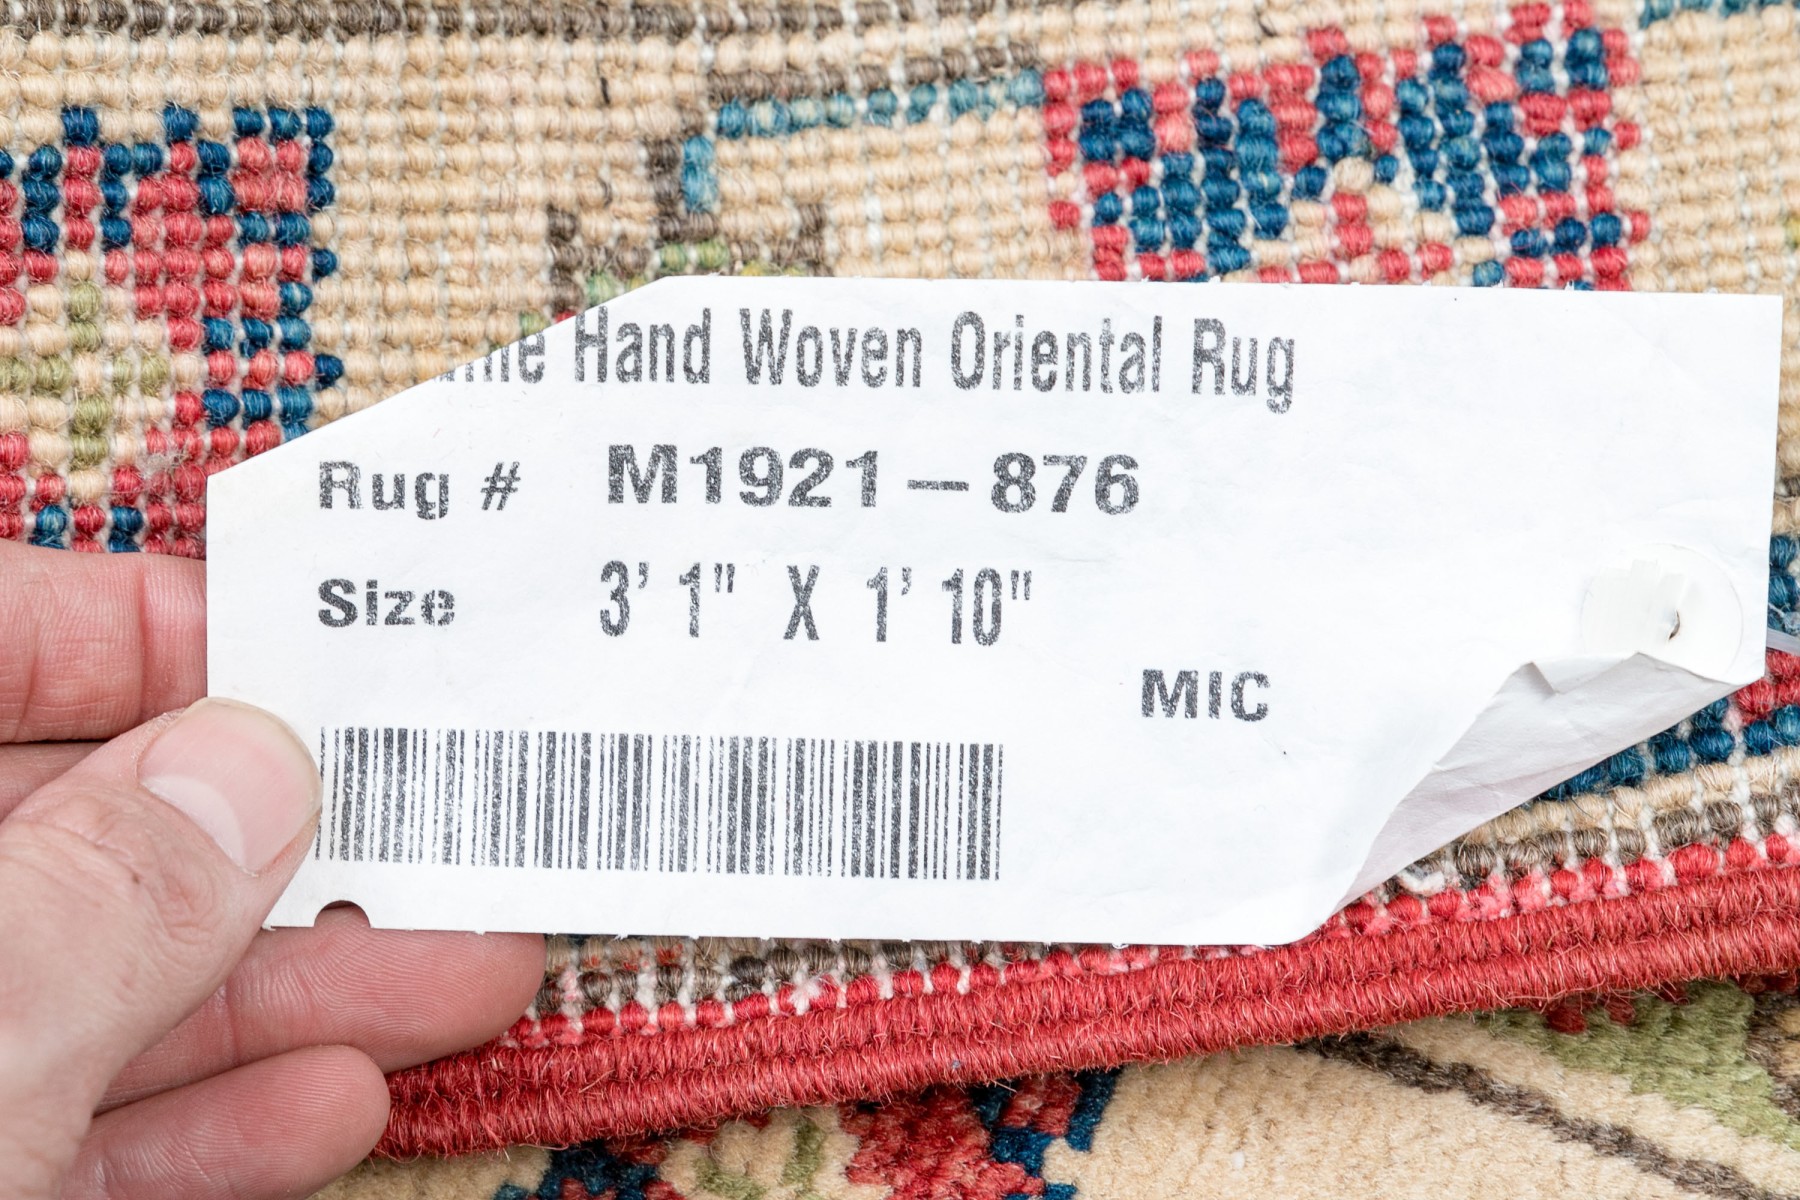 Hand Woven Oriental Rug
Rug # M1921-876
Size 3' 1" X 1' 10"
MIC